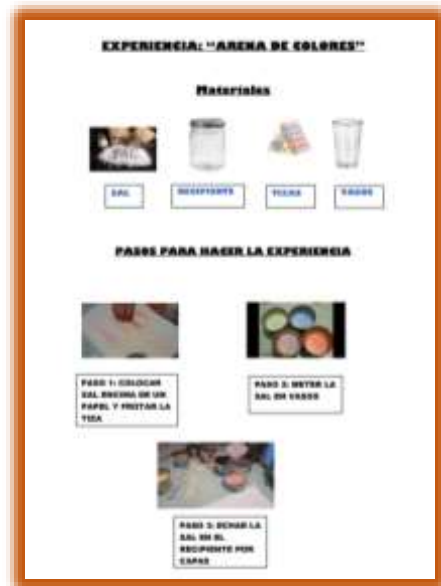 EXPERIENCIA: "ARENA DE COLORES"
Materiales
SAL
SAL
RECIPIENTE
TIZAS
VASOS
PASOS PARA HACER LA EXPERIENCIA
PASO 1: COLOCAR
SAL ENCIMA DE UN
PAPEL Y FROTAR LA
TIZA
PASO 2: METER LA
SAL EN VASOS
PASO 3: ECHAR LA
SAL EN EL
RECIPIENTE POR
CAPAS